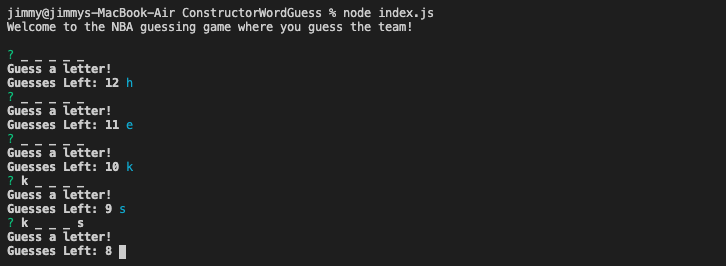 jimmy@jimmys-MacBook-Air ConstructorWordGuess % node index.js
Welcome to the NBA guessing game where you guess the team!
? _ _ _ _ _
Guess a letter!
Guesses Left: 12 h
? _ _ _ _ _
Guess a letter!
Guesses Left: 11 e
? _ _ _ _ _
Guess a letter!
Guesses Left: 10 k
? k _ _ _ _
Guess a letter!
Guesses Left: 9 s
? k _ _ _ s
Guess a letter!
Guesses Left: 8